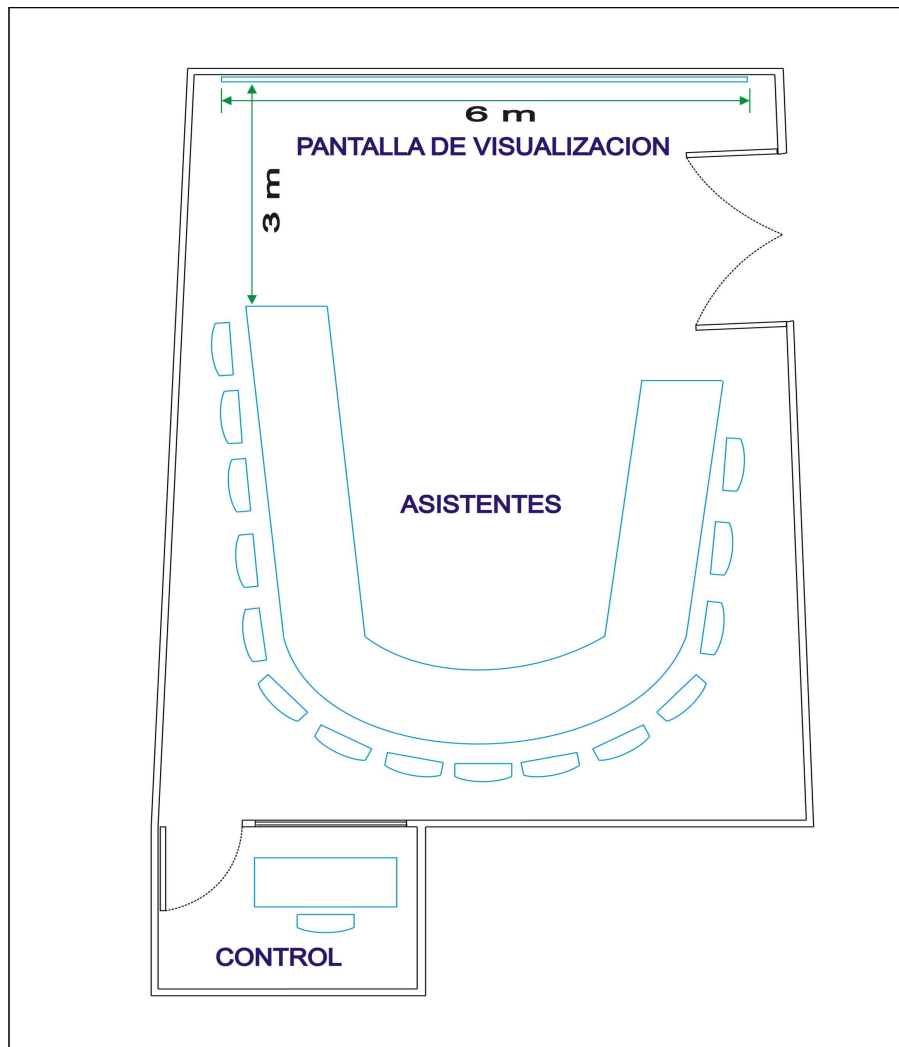 6 m
PANTALLA DE VISUALIZACION
3 m
ASISTENTES
CONTROL